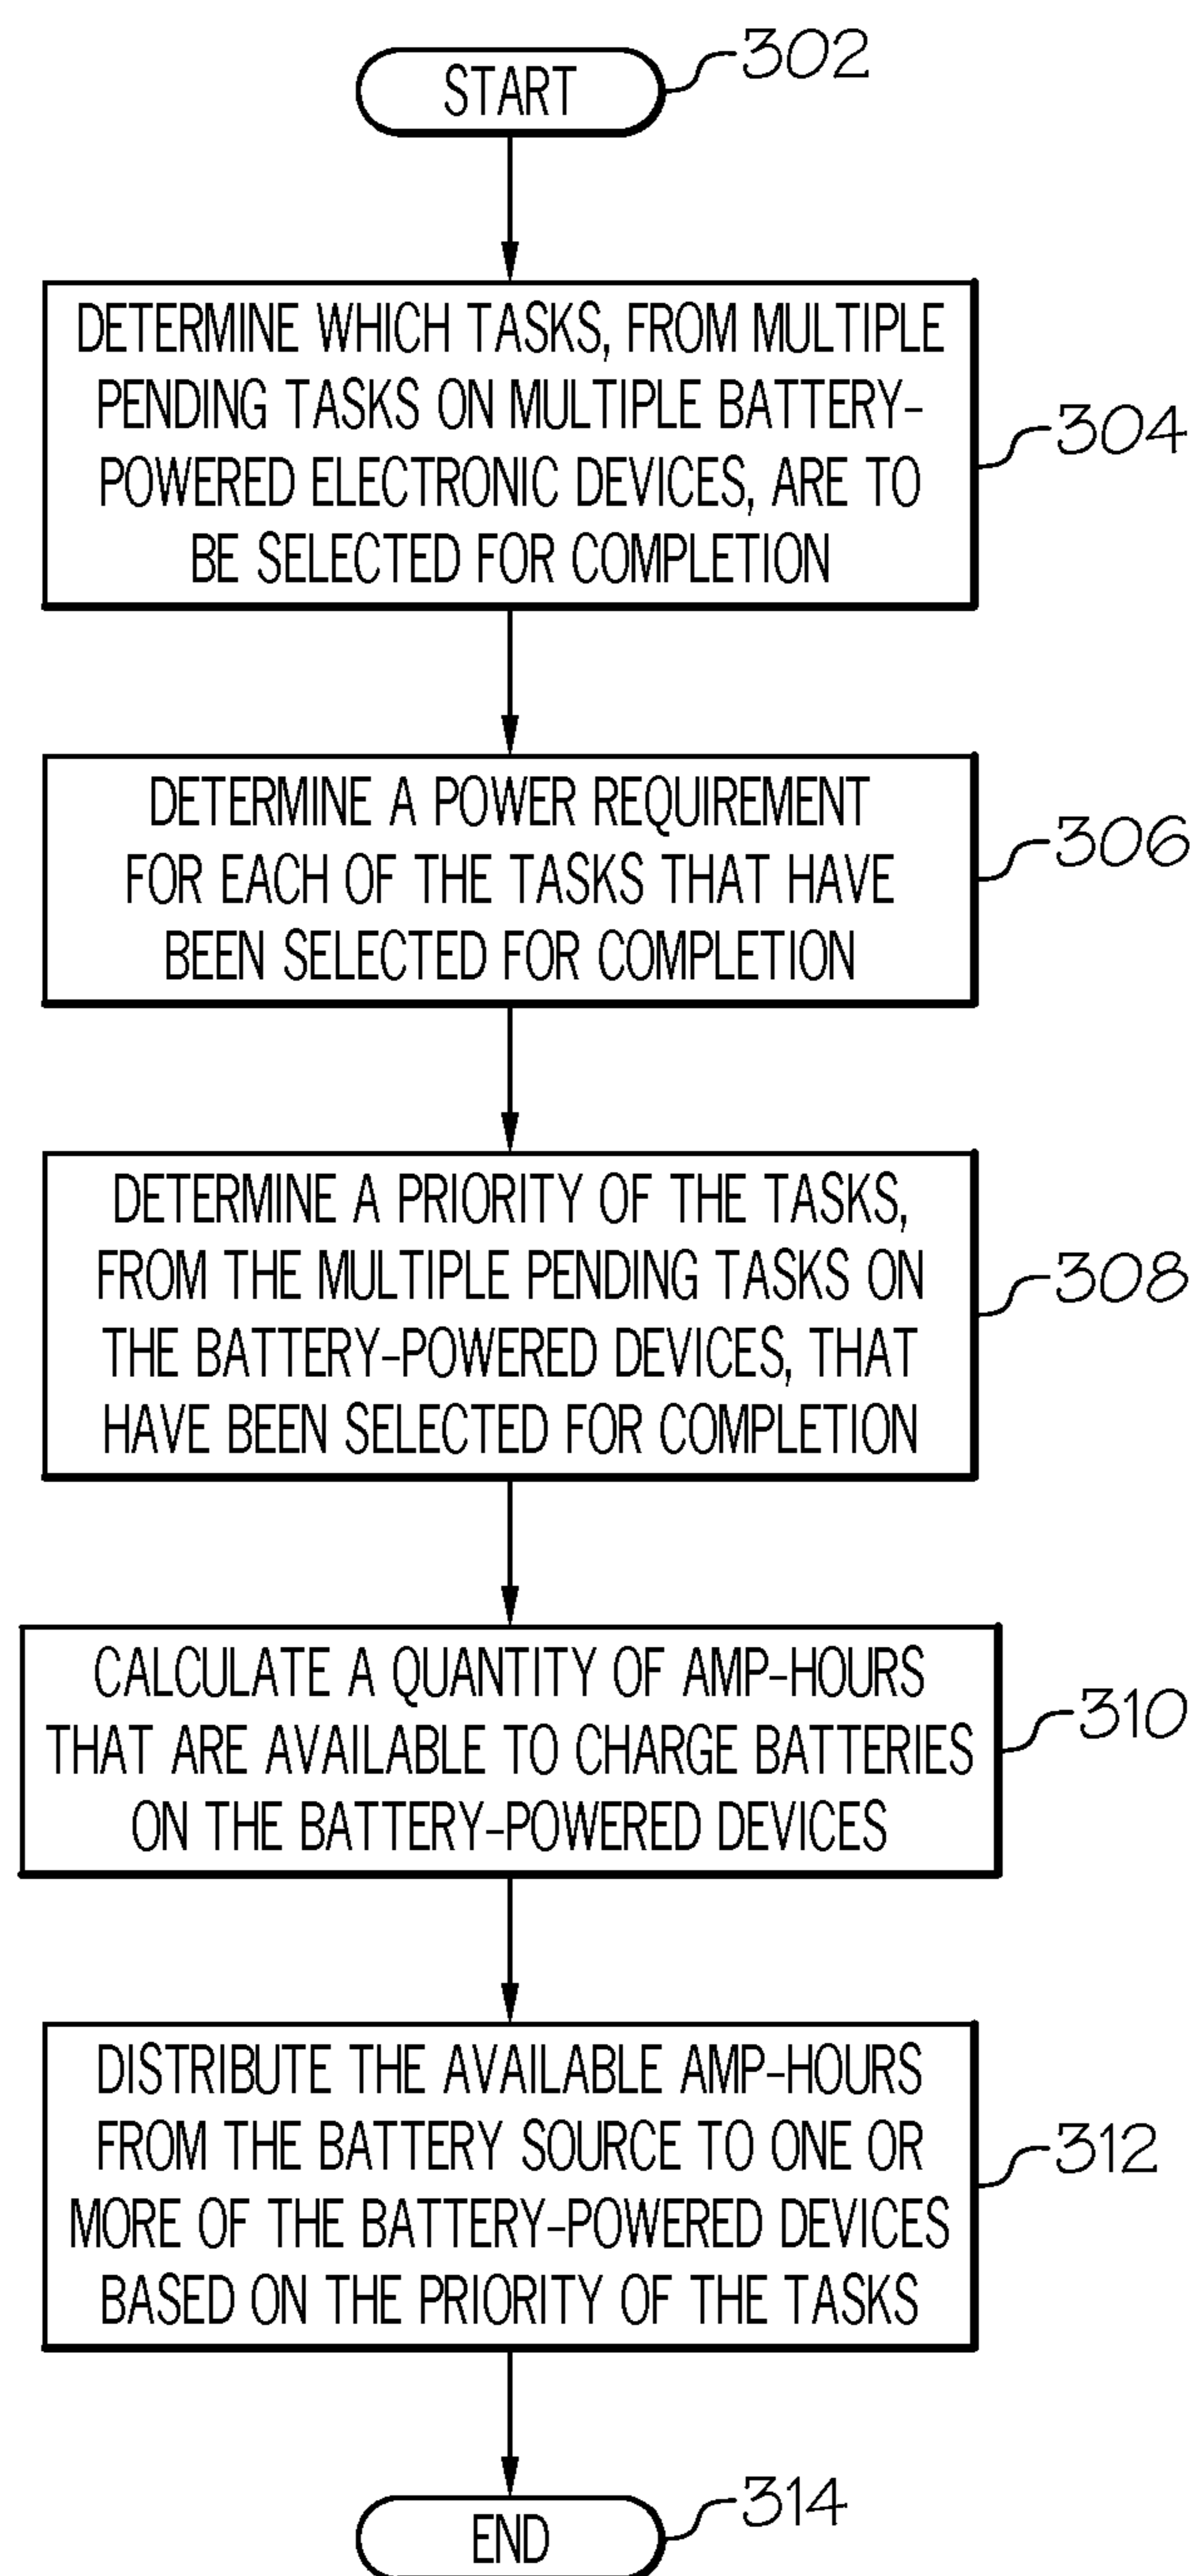 START
302
DETERMINE WHICH TASKS, FROM MULTIPLE
PENDING TASKS ON MULTIPLE BATTERY-
POWERED ELECTRONIC DEVICES, ARE TO
BE SELECTED FOR COMPLETION
304
DETERMINE A POWER REQUIREMENT
FOR EACH OF THE TASKS THAT HAVE
BEEN SELECTED FOR COMPLETION
306
DETERMINE A PRIORITY OF THE TASKS,
FROM THE MULTIPLE PENDING TASKS ON
THE BATTERY-POWERED DEVICES, THAT
HAVE BEEN SELECTED FOR COMPLETION
308
CALCULATE A QUANTITY OF AMP-HOURS
THAT ARE AVAILABLE TO CHARGE BATTERIES
ON THE BATTERY-POWERED DEVICES
310
DISTRIBUTE THE AVAILABLE AMP-HOURS
FROM THE BATTERY SOURCE TO ONE OR
MORE OF THE BATTERY-POWERED DEVICES
BASED ON THE PRIORITY OF THE TASKS
312
END
314